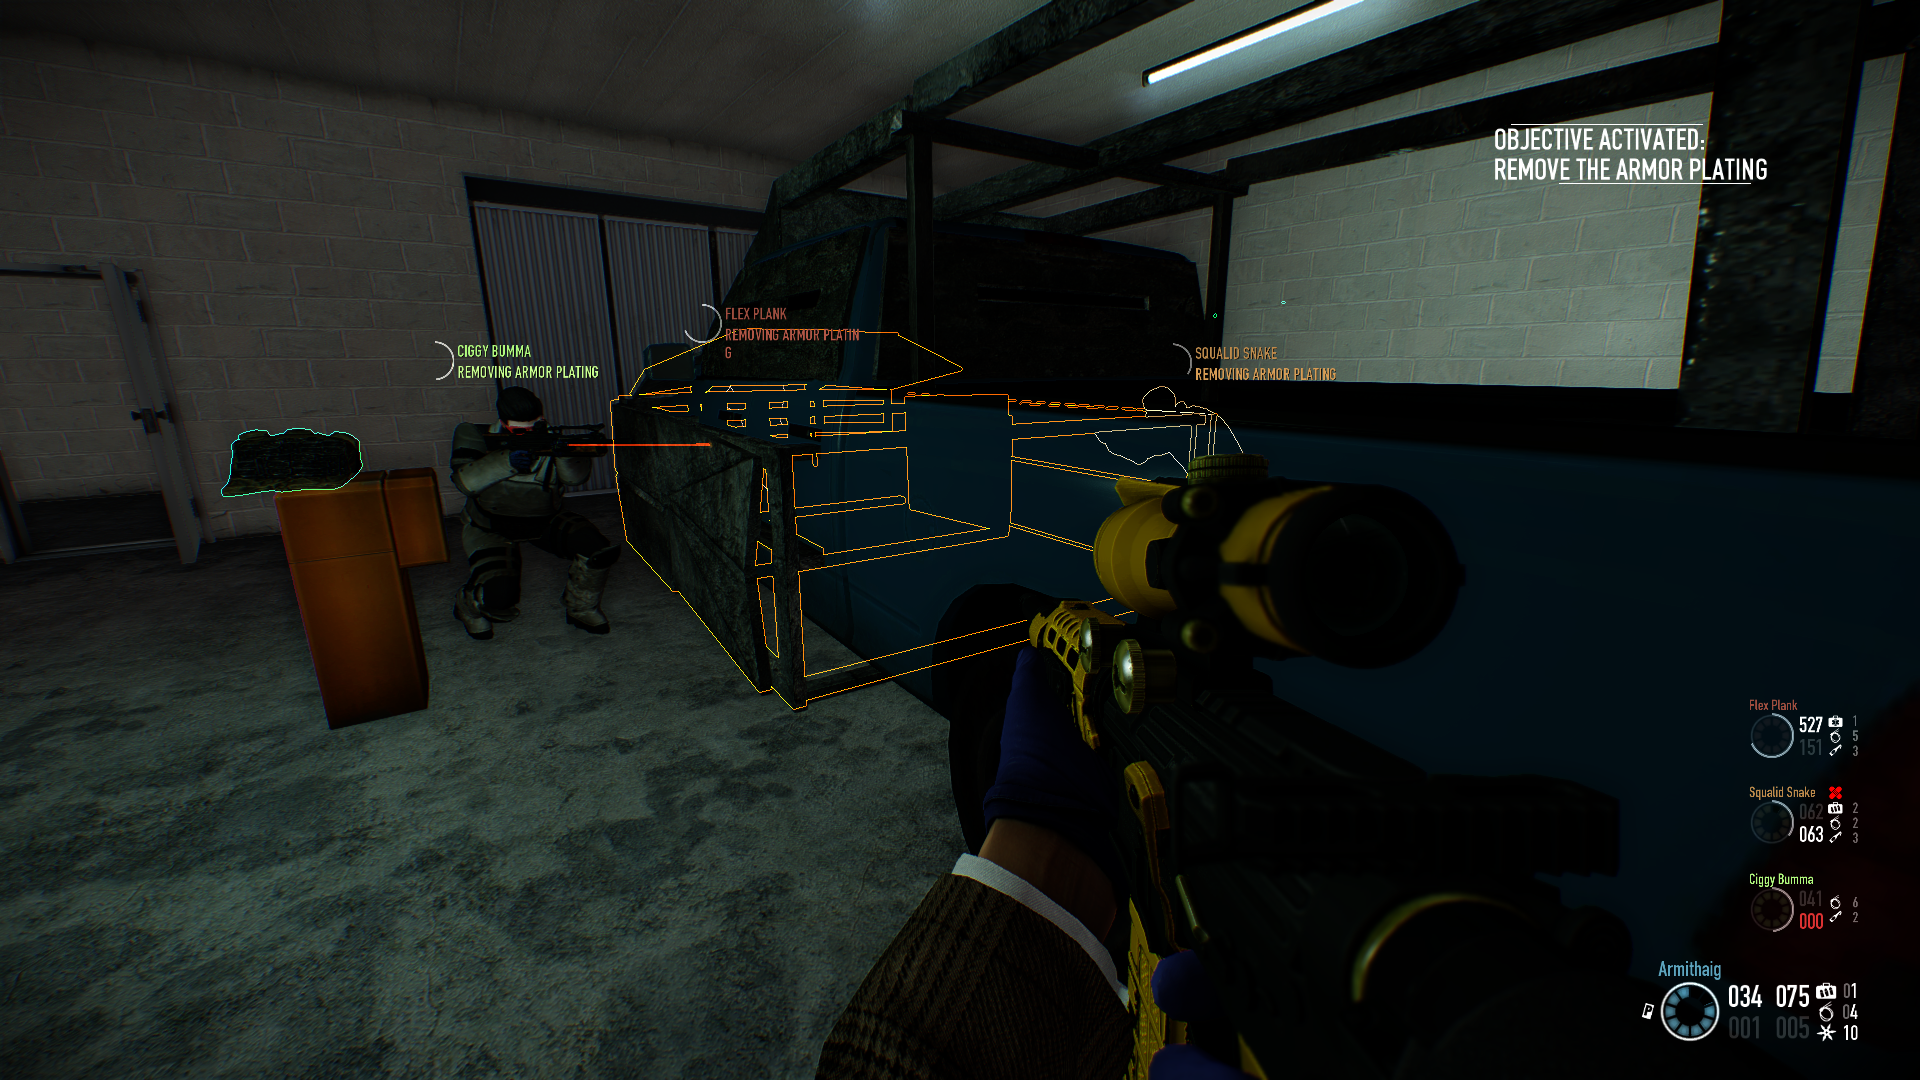 OBJECTIVE ACTIVATED:
REMOVE THE ARMOR PLATING
FLEX PLANK
REMOVING ARMOR PLATIN
G
CIGGY BUMMA
REMOVING ARMOR PLATING
SQUALID SNAKE
REMOVING ARMOR PLATING
Flex Plank
527 1
151 5
3
Squalid Snake
062 2
063 2
3
Ciggy Bumma
041 6
000 2
Armithaig
P 034 075 01
001 005 04
10